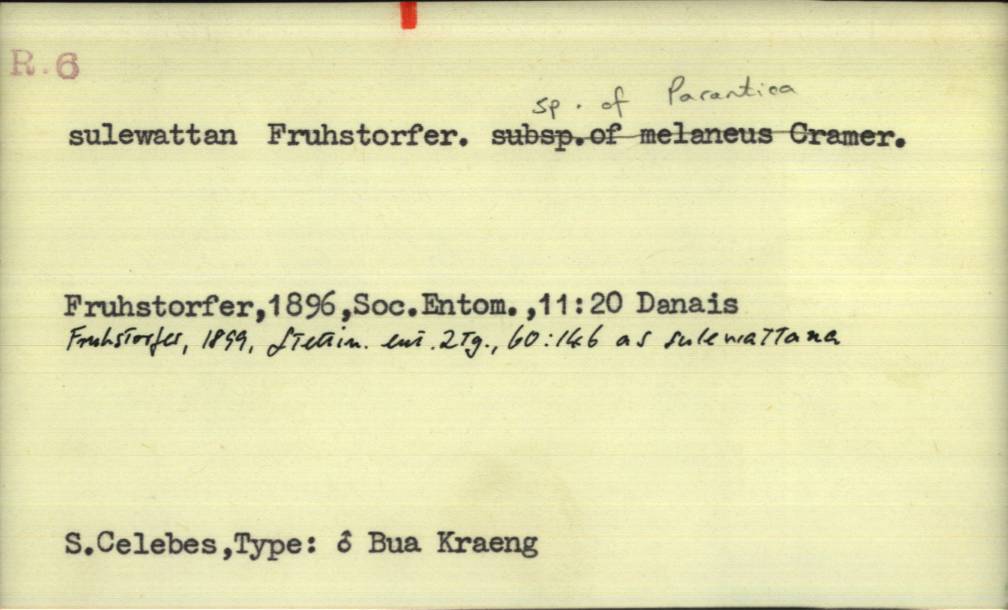 R.6
sp. of Parantica
sulewattan Fruhstorfer. subsp.of melaneus Cramer.
Fruhstorfer,1896,Soc.Entom.,11:20 Danais
Fruhstorfer, 1899, Stettin. ent. Ztg., 60:146 as sulewattana
S.Celebes,Type: ♂ Bua Kraeng